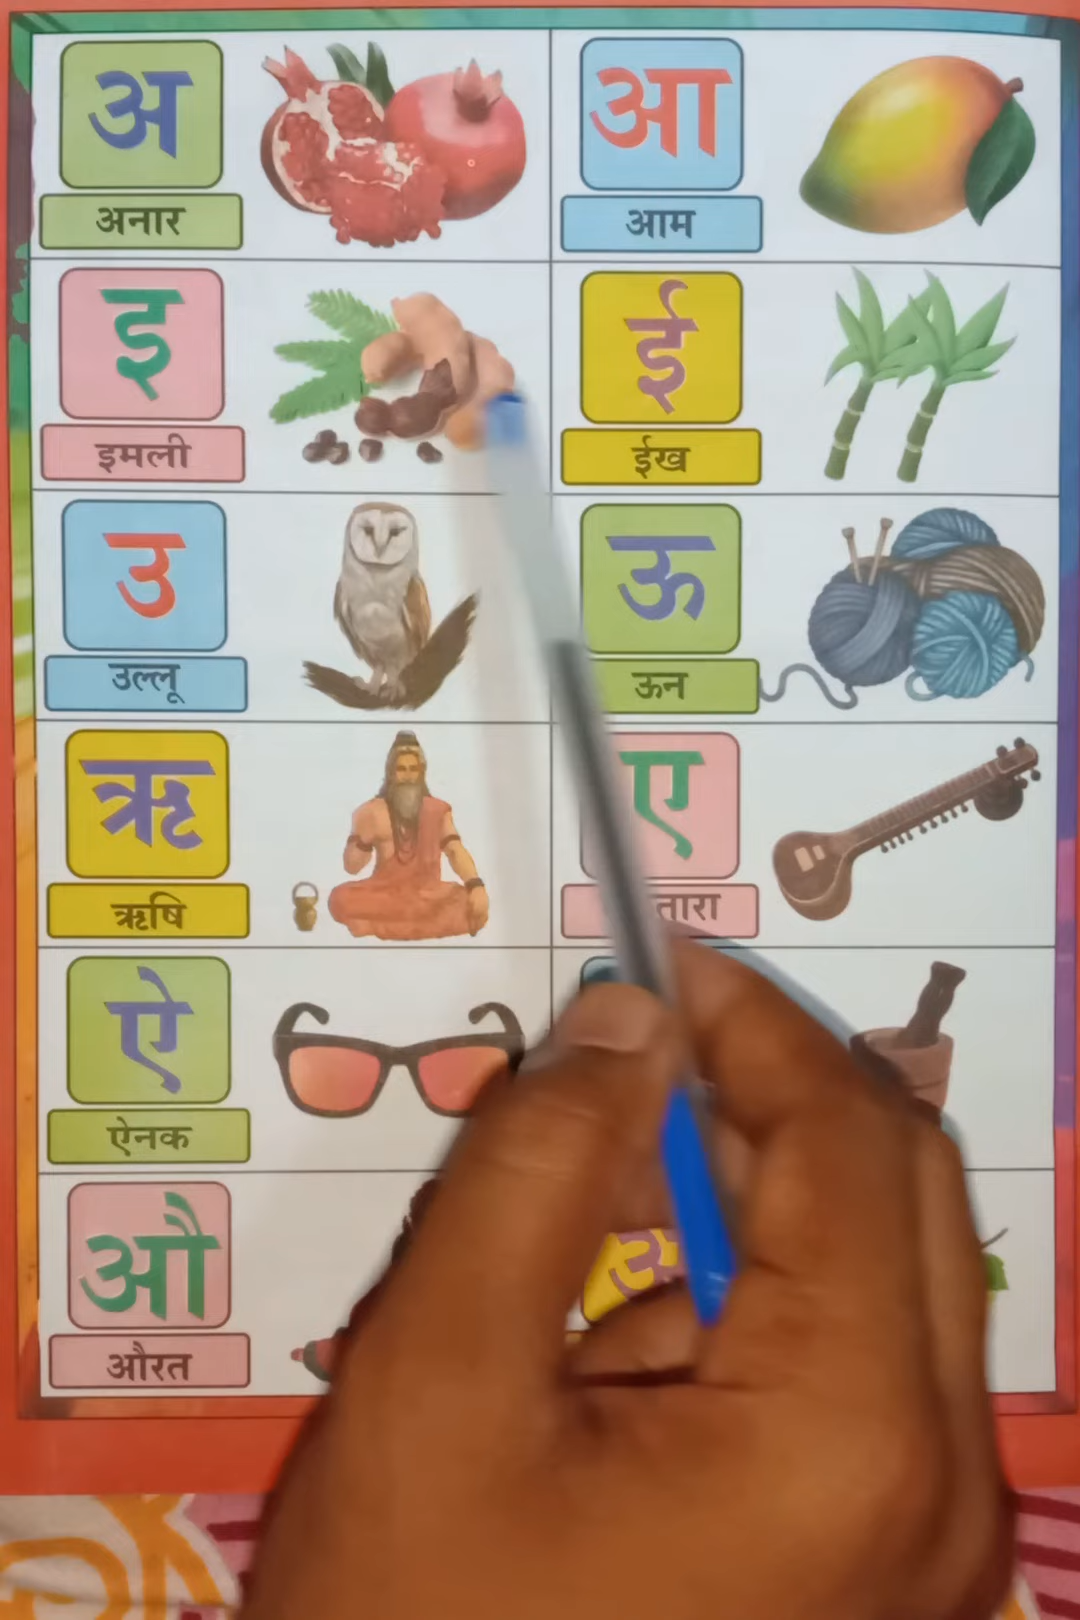 अ
अनार
आ
आम
इ
इमली
ई
ईख
उ
उल्लू
ऊ
ऊन
ऋ
ऋषि
ए
ऐ
ऐनक
औ
औरत